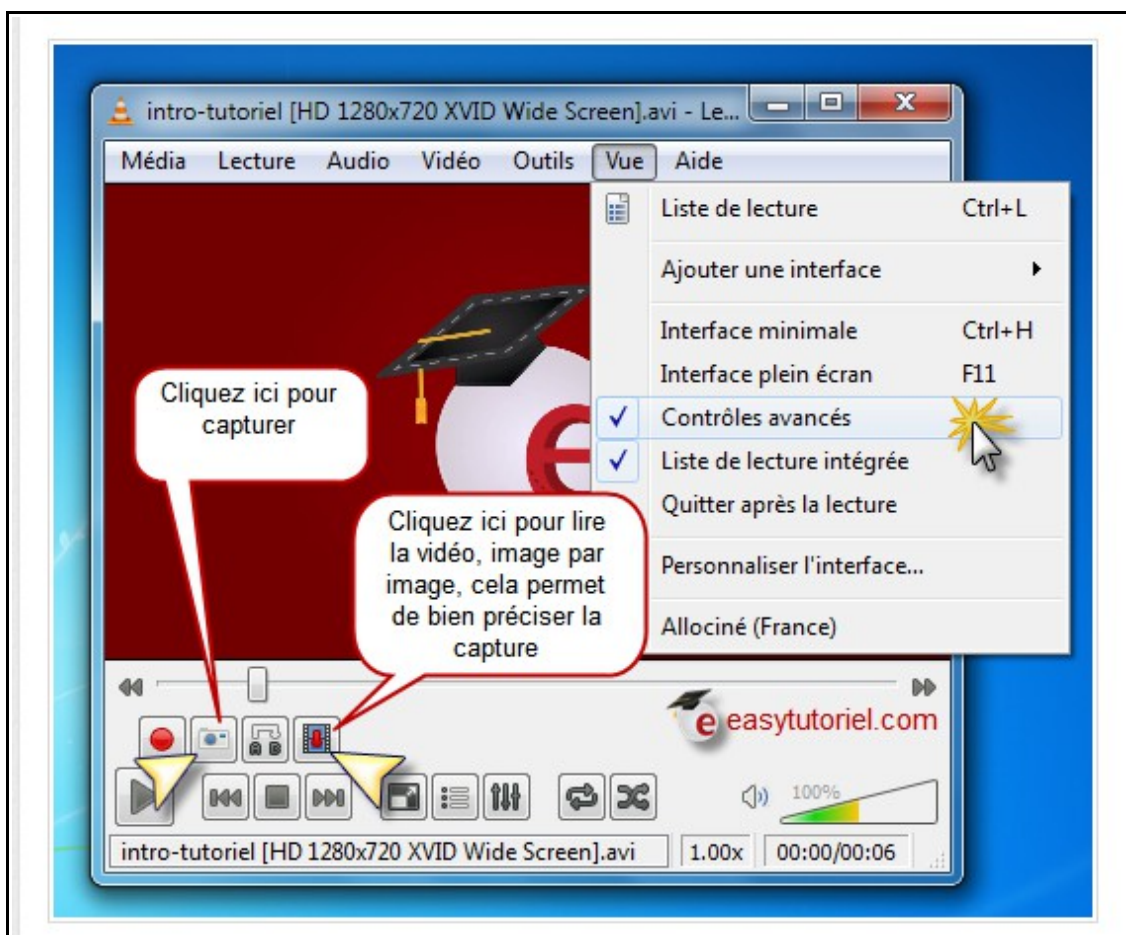 intro-tutoriel [HD 1280x720 XVID Wide Screen].avi - Le...
Média Lecture Audio Vidéo Outils Vue Aide
Liste de lecture Ctrl+L
Ajouter une interface
Interface minimale Ctrl+H
Interface plein écran F11
Contrôles avancés
Liste de lecture intégrée
Quitter après la lecture
Personnaliser l'interface...
Allociné (France)
Cliquez ici pour
capturer
Cliquez ici pour lire
la vidéo, image par
image, cela permet
de bien préciser la
capture
e
e easytutoriel.com
A B
100%
intro-tutoriel [HD 1280x720 XVID Wide Screen].avi 1.00x 00:00/00:06